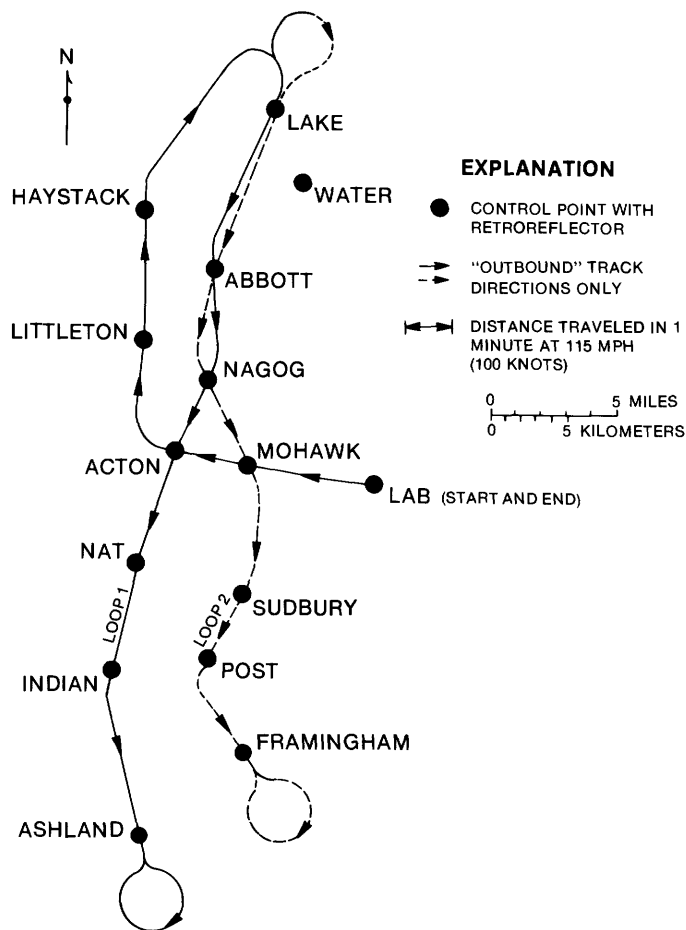 N
LAKE
WATER
HAYSTACK
ABBOTT
LITTLETON
NAGOG
MOHAWK
ACTON
LAB (START AND END)
NAT
LOOP 1
SUDBURY
LOOP 2
POST
INDIAN
FRAMINGHAM
ASHLAND
EXPLANATION
CONTROL POINT WITH
RETROREFLECTOR
"OUTBOUND" TRACK
DIRECTIONS ONLY
DISTANCE TRAVELED IN 1
MINUTE AT 115 MPH
(100 KNOTS)
0 5 MILES
0 5 KILOMETERS